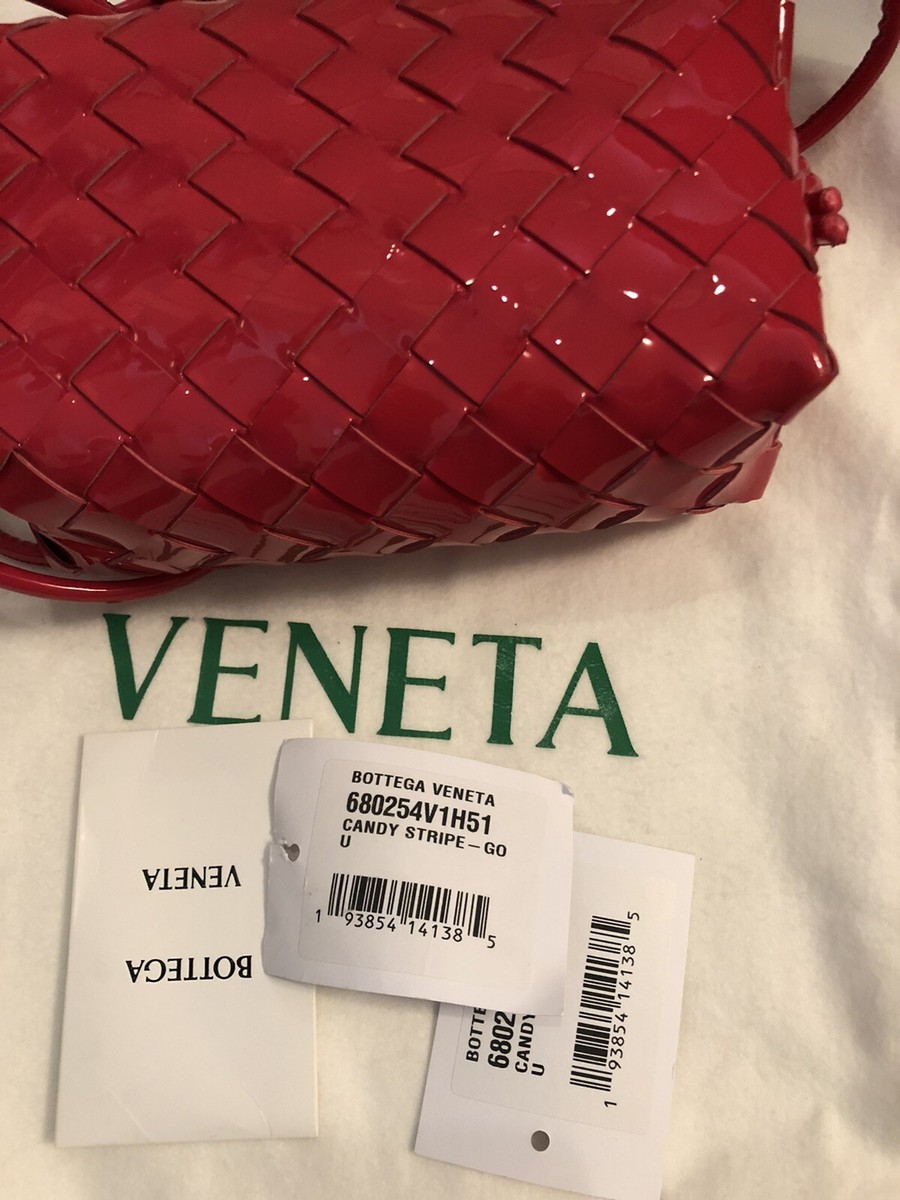 VENETA
BOTTEGA VENETA
680254V1H51
CANDY STRIPE-GO
U
1 93854 14138 5
VENETA
BOTTEGA
BOTTE
6802
CANDY
U
1 93854 14138 5